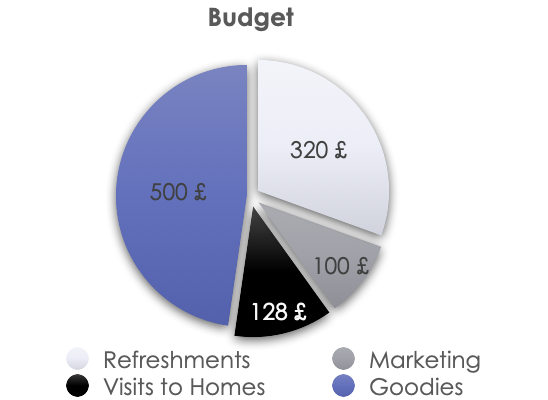 Budget
320 £
500 £
100 £
128 £
Refreshments Marketing
Visits to Homes Goodies